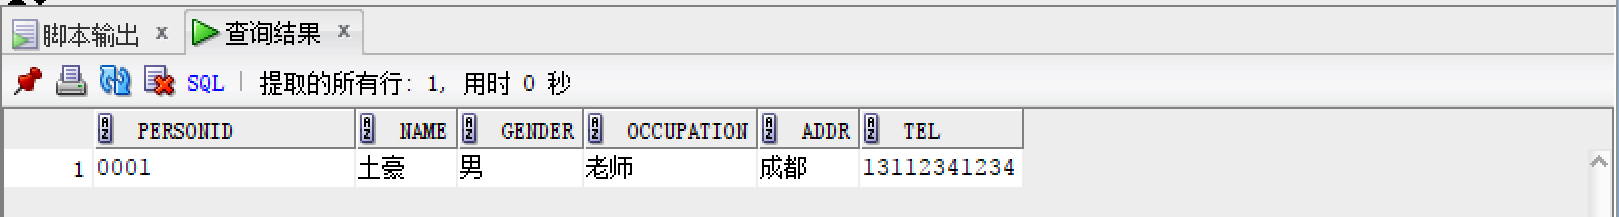 脚本输出 x 查询结果 x
SQL | 提取的所有行: 1, 用时 0 秒
PERSONID NAME GENDER OCCUPATION ADDR TEL
1 0001 土豪 男 老师 成都 13112341234